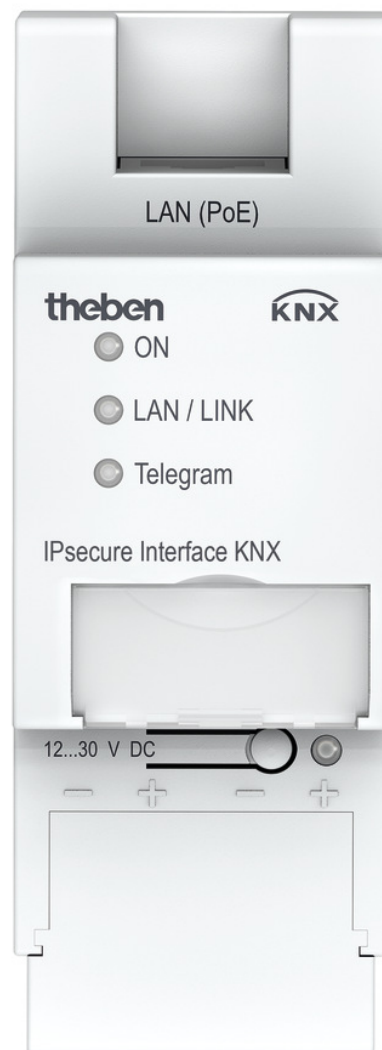 LAN (PoE)
theben KNX
ON
LAN / LINK
Telegram
IPsecure Interface KNX
12...30 V DC
− + − +